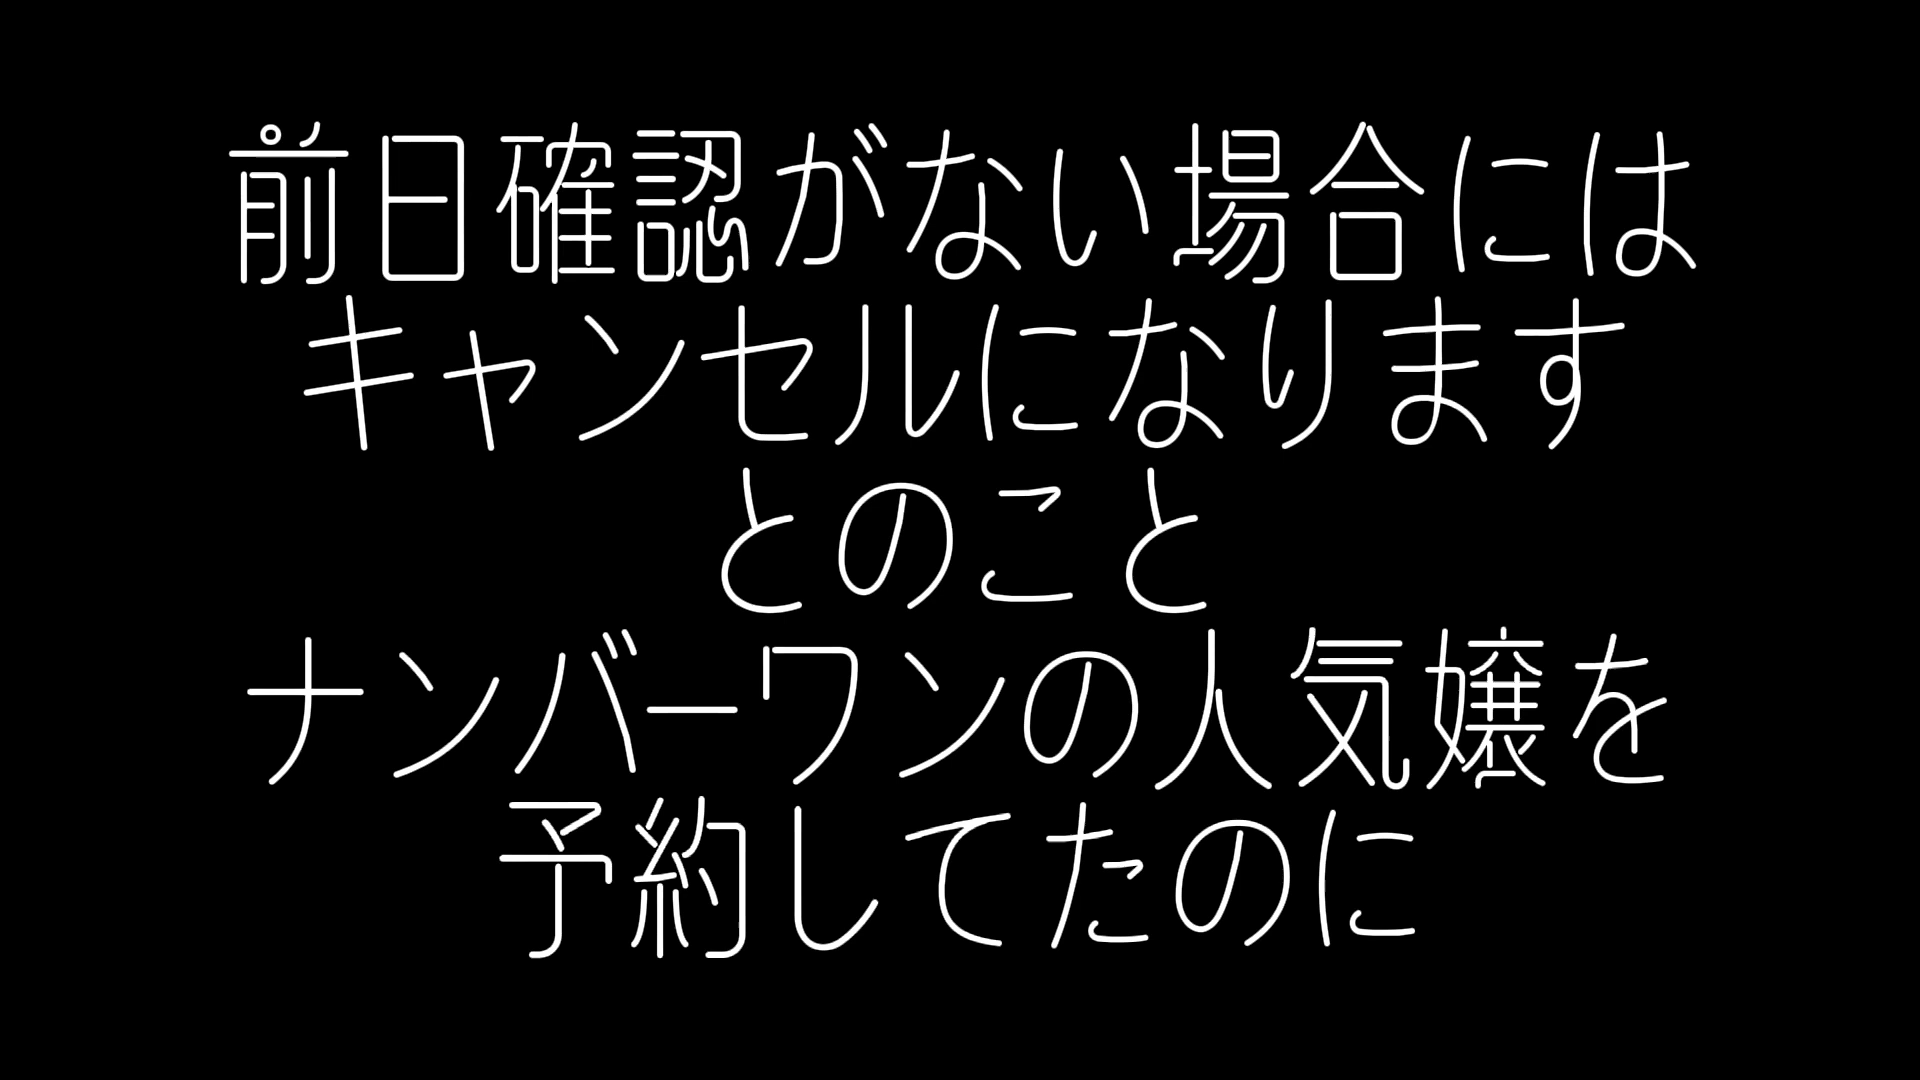 前日確認がない場合には
キャンセルになります
とのこと
ナンバーワンの人気嬢を
予約してたのに